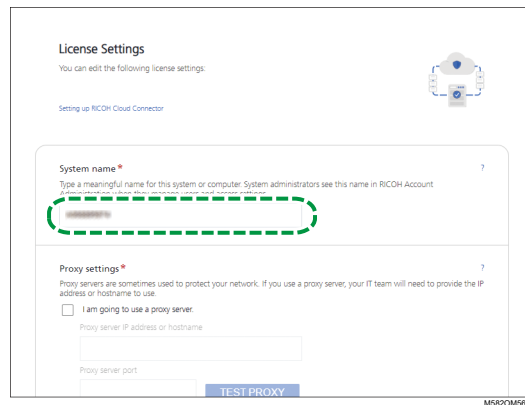 License Settings
You can edit the following license settings:
Setting up RICOH Cloud Connector
System name *
?
Type a meaningful name for this system or computer. System administrators see this name in RICOH Account
Administration when they manage users and access settings.
Proxy settings *
?
Proxy servers are sometimes used to protect your network. If you use a proxy server, your IT team will need to provide the IP
address or hostname to use.
I am going to use a proxy server.
Proxy server IP address or hostname
Proxy server port
TEST PROXY
M582OM56